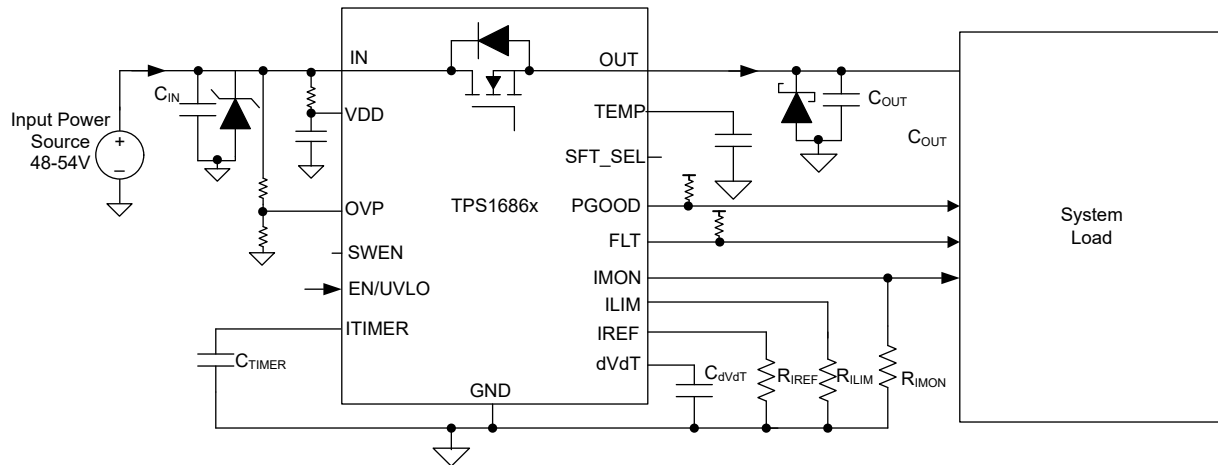 IN
OUT
C_IN
VDD
TEMP
C_OUT
C_OUT
Input Power
Source
48-54V
+
−
SFT_SEL
OVP
TPS1686x
PGOOD
System
Load
SWEN
FLT
EN/UVLO
IMON
ILIM
ITIMER
IREF
C_TIMER
dVdT
C_dVdT
R_IREF
R_ILIM
R_IMON
GND